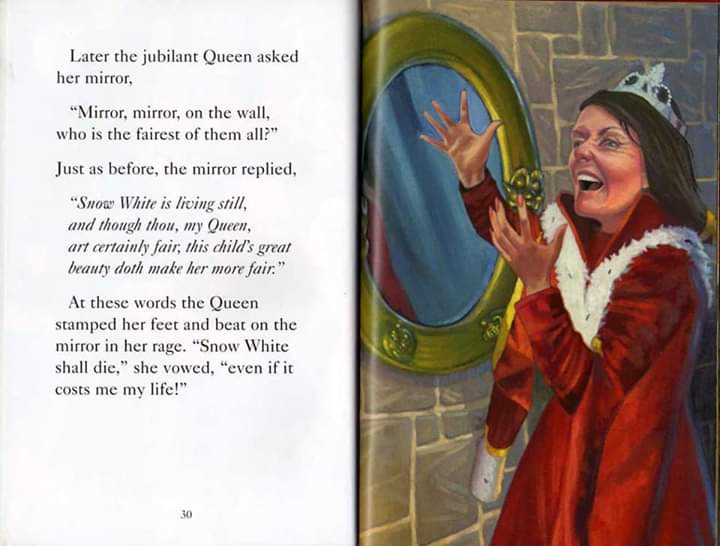 Later the jubilant Queen asked
her mirror,
“Mirror, mirror, on the wall,
who is the fairest of them all?”
Just as before, the mirror replied,
“Snow White is living still,
and though thou, my Queen,
art certainly fair, this child’s great
beauty doth make her more fair.”
At these words the Queen
stamped her feet and beat on the
mirror in her rage. “Snow White
shall die,” she vowed, “even if it
costs me my life!”
30